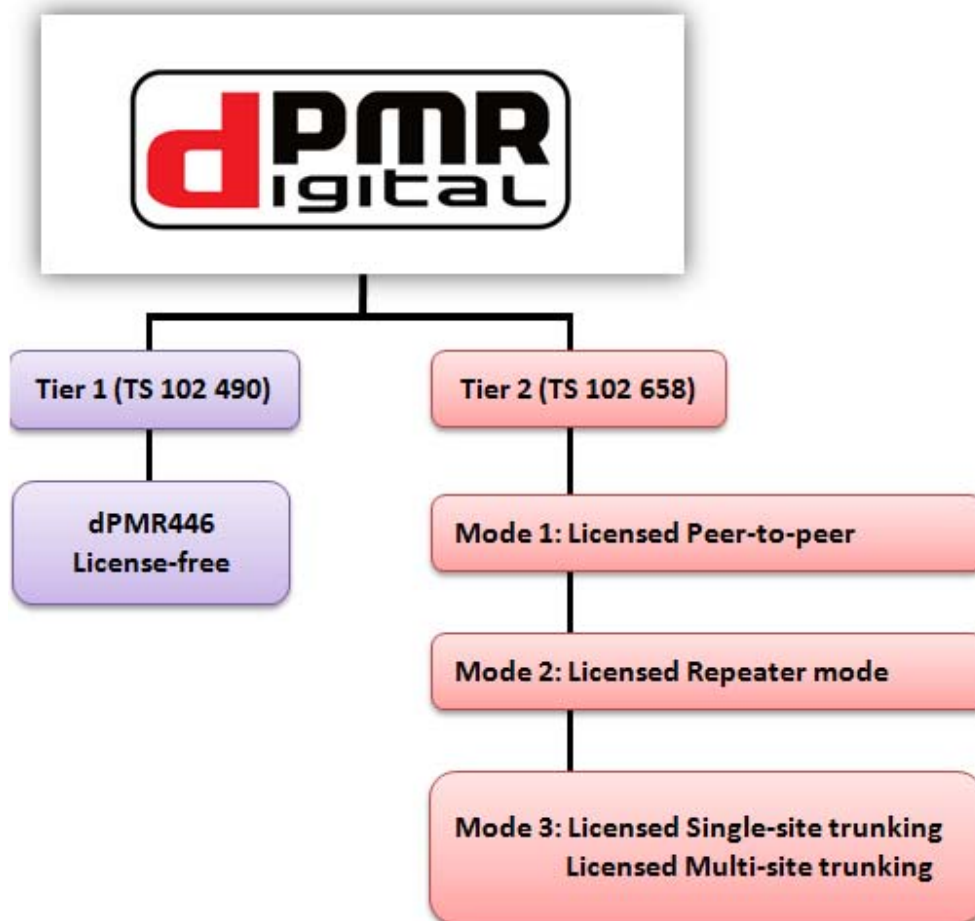 dPMR
digital
Tier 1 (TS 102 490)
Tier 2 (TS 102 658)
dPMR446
License-free
Mode 1: Licensed Peer-to-peer
Mode 2: Licensed Repeater mode
Mode 3: Licensed Single-site trunking
Licensed Multi-site trunking